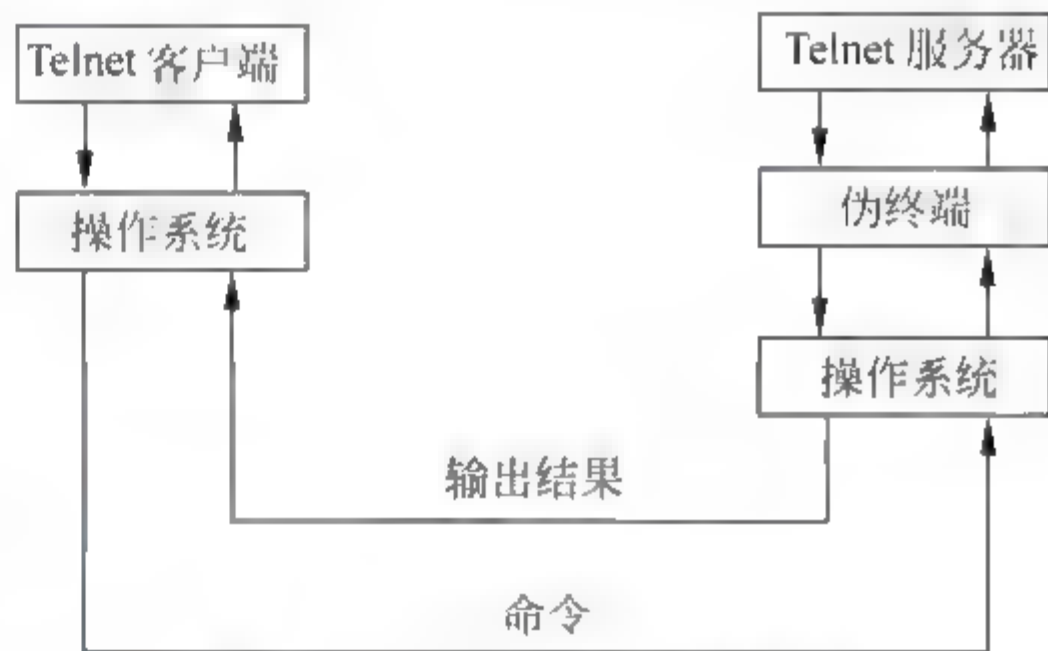 Telnet 客户端
Telnet 服务器
操作系统
伪终端
操作系统
输出结果
命令